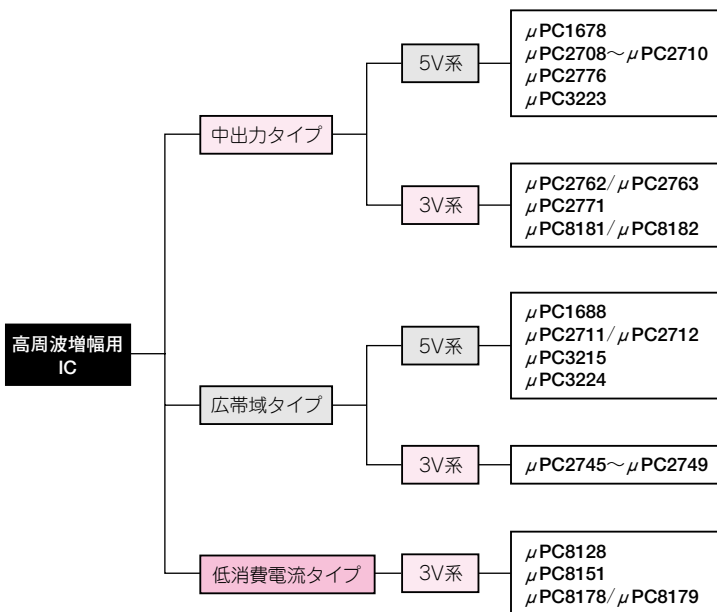 高周波増幅用
IC
中出力タイプ
5V系
μPC1678
μPC2708～μPC2710
μPC2776
μPC3223
3V系
μPC2762/μPC2763
μPC2771
μPC8181/μPC8182
広帯域タイプ
5V系
μPC1688
μPC2711/μPC2712
μPC3215
μPC3224
3V系
μPC2745～μPC2749
低消費電流タイプ
3V系
μPC8128
μPC8151
μPC8178/μPC8179